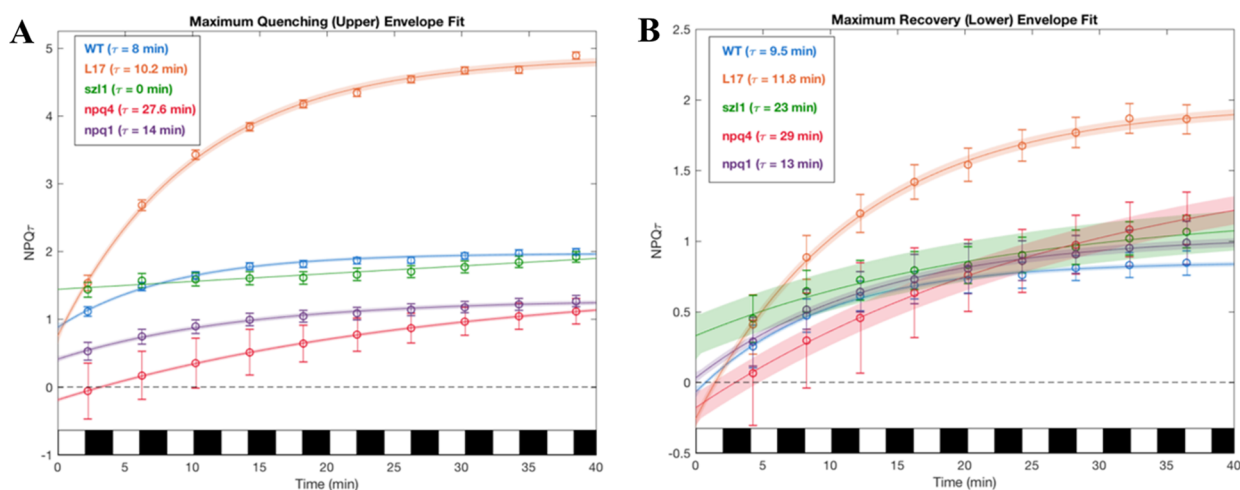 A
Maximum Quenching (Upper) Envelope Fit
WT (τ = 8 min)
L17 (τ = 10.2 min)
szl1 (τ = 0 min)
npq4 (τ = 27.6 min)
npq1 (τ = 14 min)
5
4
3
2
1
0
-1
NPQτ
0 5 10 15 20 25 30 35 40
Time (min)
B
Maximum Recovery (Lower) Envelope Fit
WT (τ = 9.5 min)
L17 (τ = 11.8 min)
szl1 (τ = 23 min)
npq4 (τ = 29 min)
npq1 (τ = 13 min)
2.5
2
1.5
1
0.5
0
-0.5
NPQτ
0 5 10 15 20 25 30 35 40
Time (min)